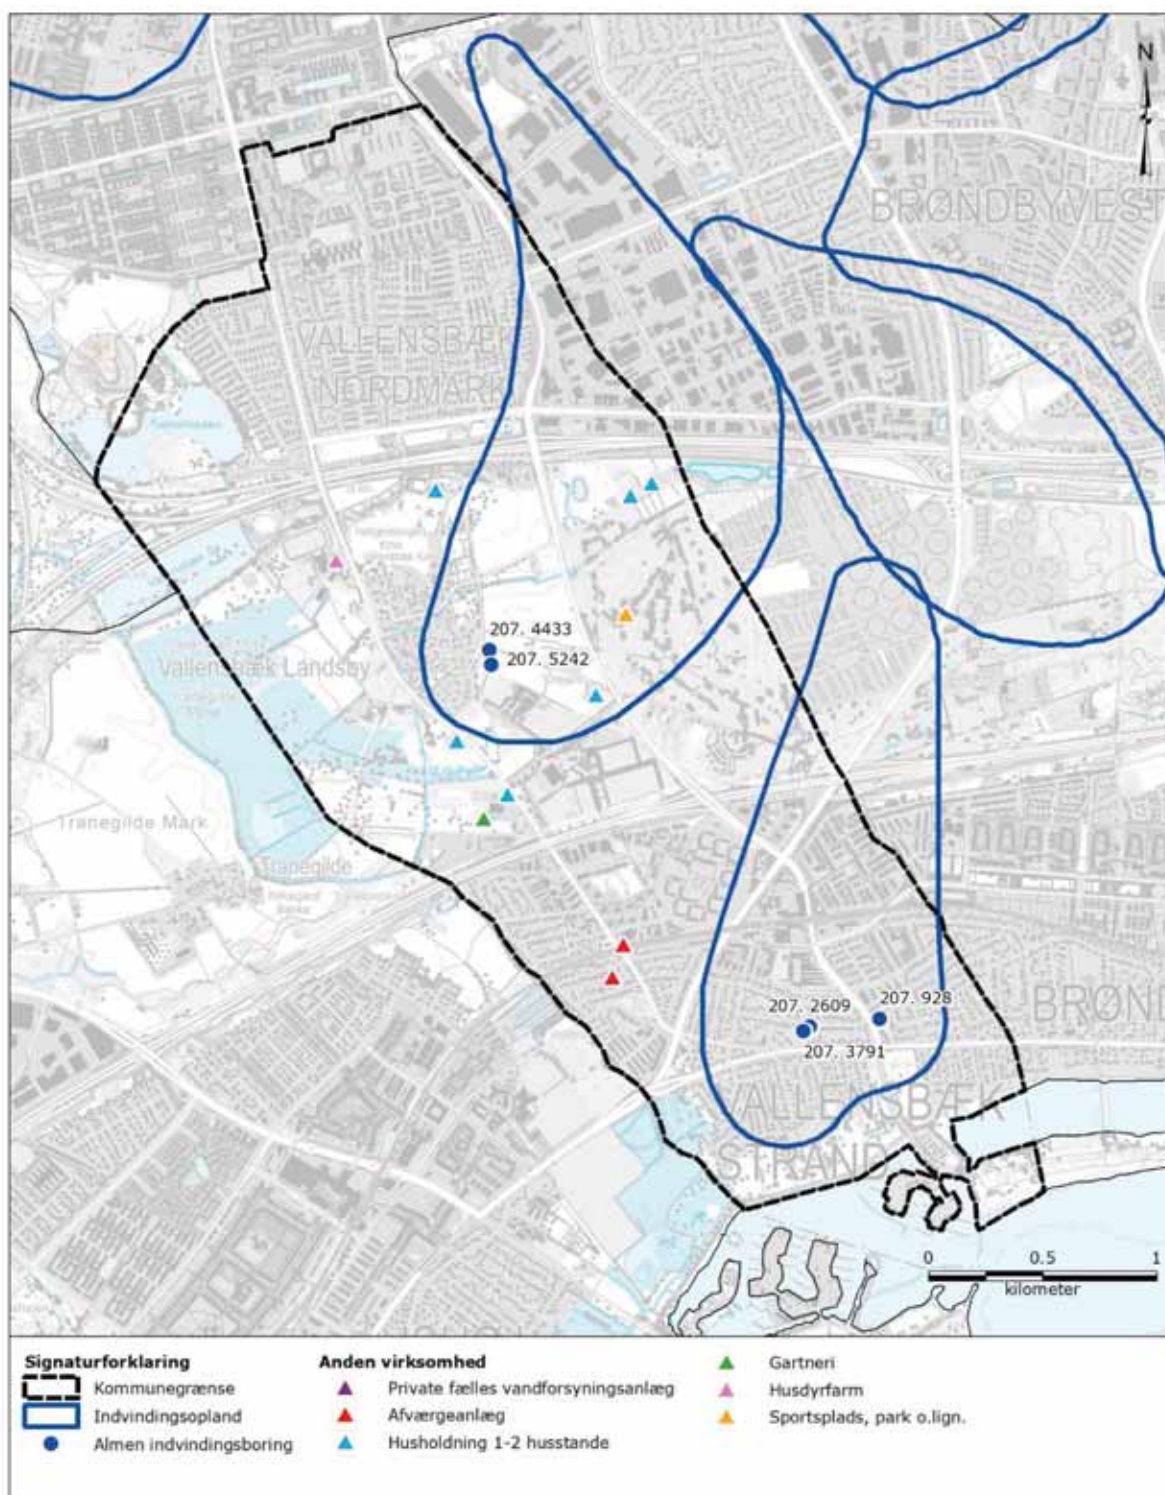 N
BRØNDBYVEST
VALLENSBÆK
NORDMARK
207. 4433
207. 5242
Vallensbæk Landsby
Tranegilde Mark
Tranegilde
207. 2609
207. 928
207. 3791
BRØND
VALLENSBÆK
STRAND
0 0.5 1
kilometer
Signaturforklaring
Kommunegrænse
Indvindingsopland
Almen indvindingsboring
Anden virksomhed
Private fælles vandforsyningsanlæg
Afværgeanlæg
Husholdning 1-2 husstande
Gartneri
Husdyrfarm
Sportsplads, park o.lign.